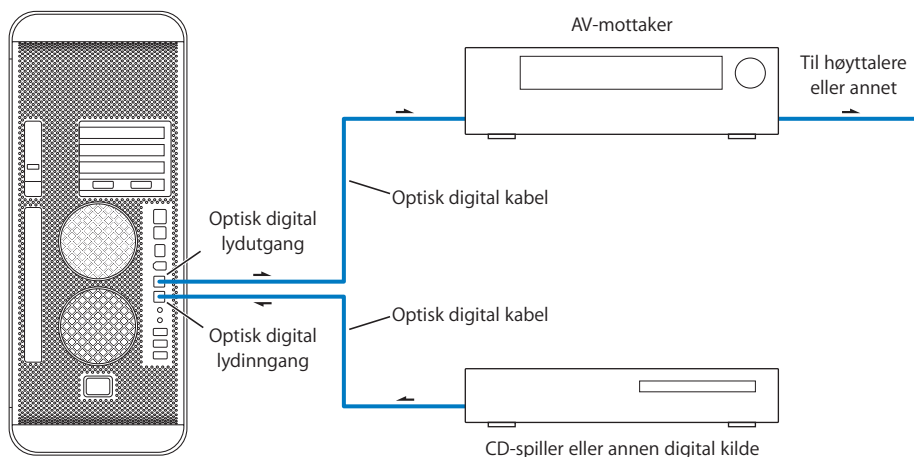 AV-mottaker
Til høyttalere
eller annet
Optisk digital kabel
Optisk digital
lydutgang
Optisk digital kabel
Optisk digital
lydinngang
CD-spiller eller annen digital kilde